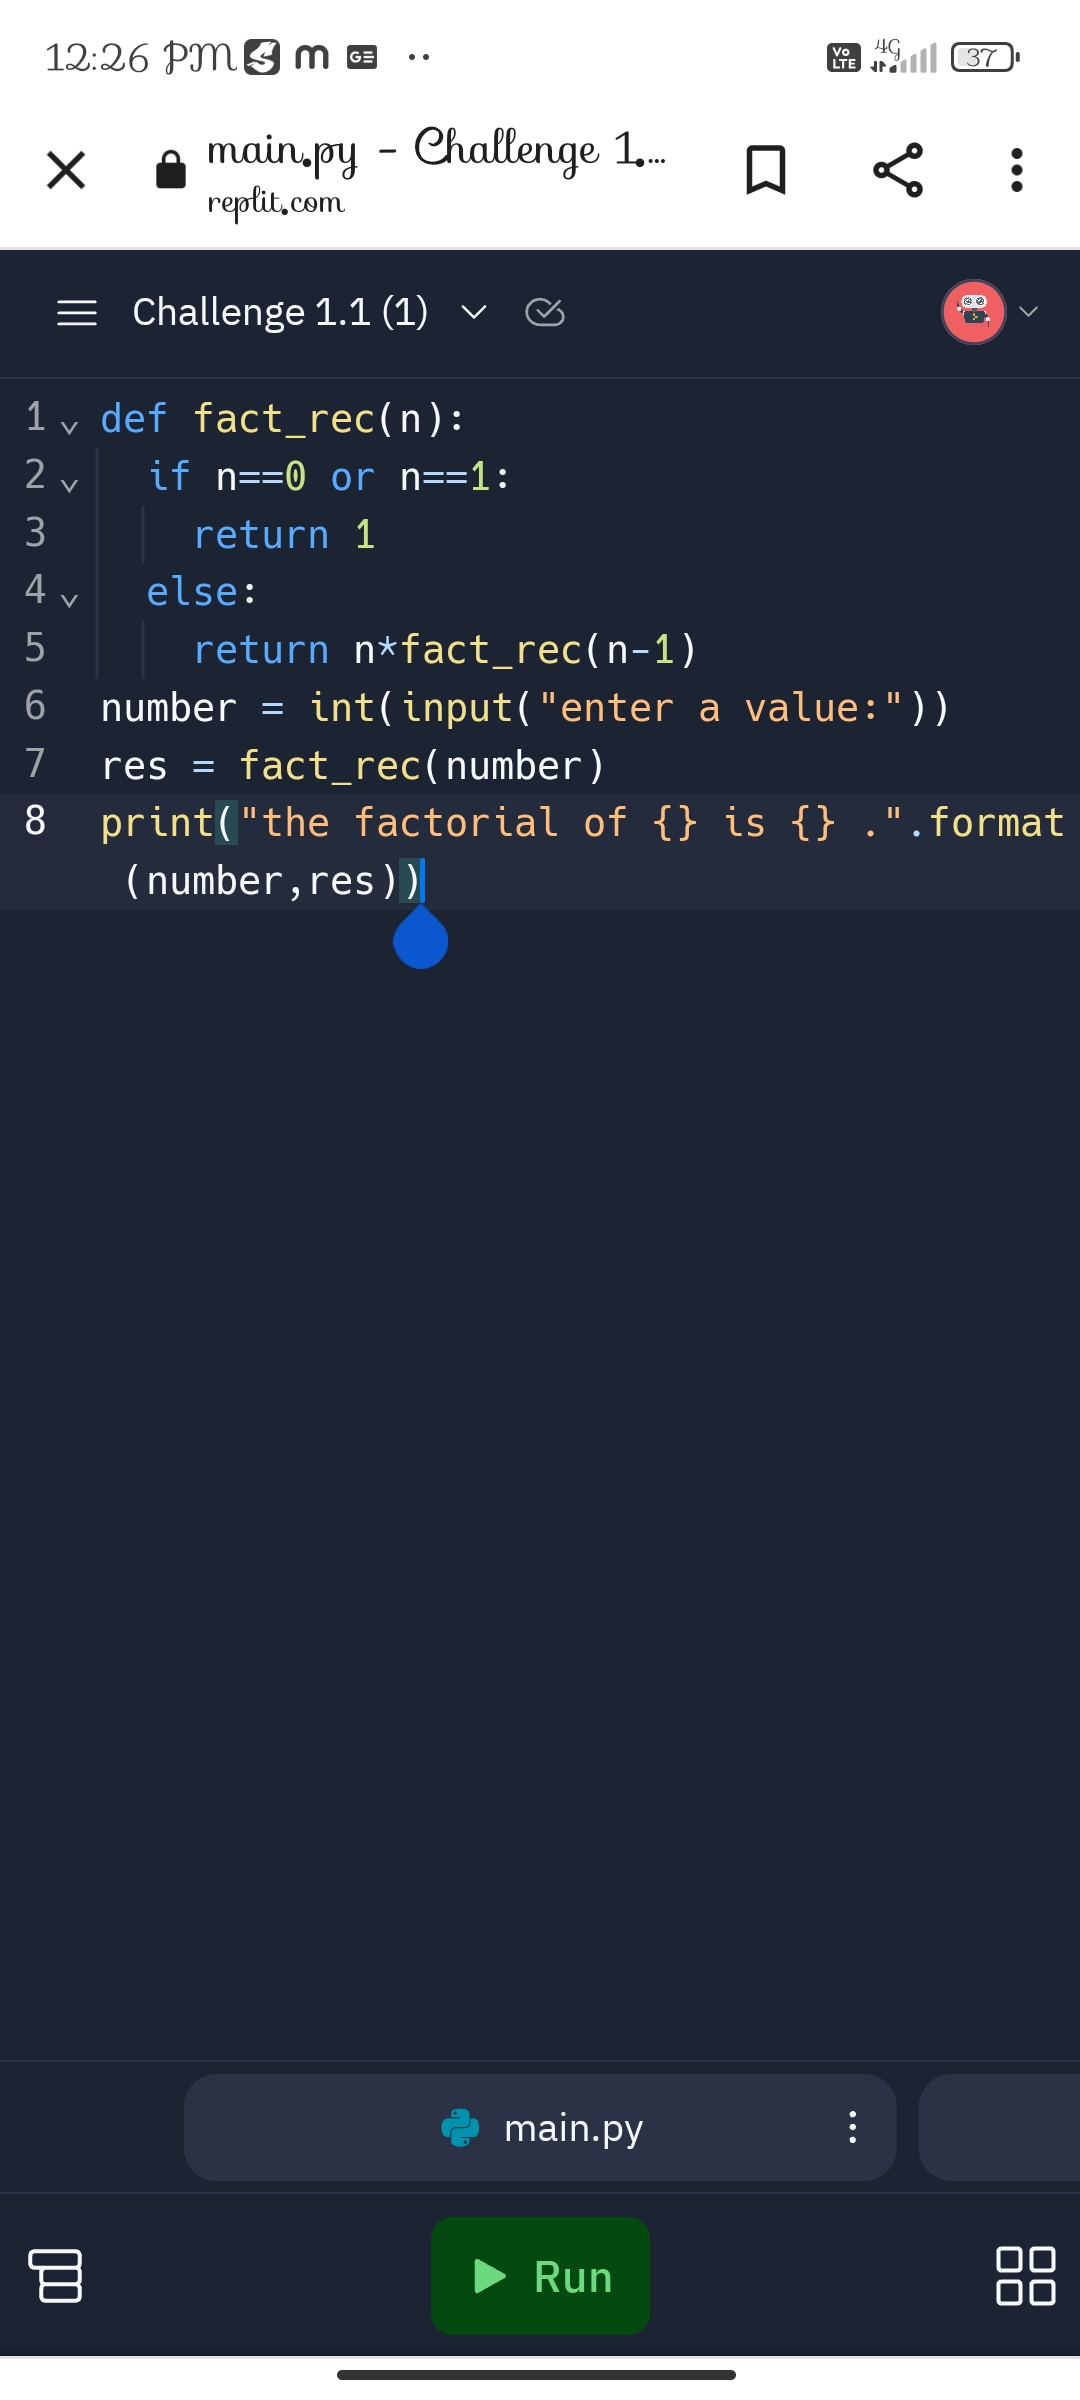 12:26 PM
Vo LTE 4G 37
main.py - Challenge 1....
replit.com
Challenge 1.1 (1)
1 def fact_rec(n):
2 if n==0 or n==1:
3 return 1
4 else:
5 return n*fact_rec(n-1)
6 number = int(input("enter a value:"))
7 res = fact_rec(number)
8 print("the factorial of {} is {} .".format
(number,res))
main.py
Run